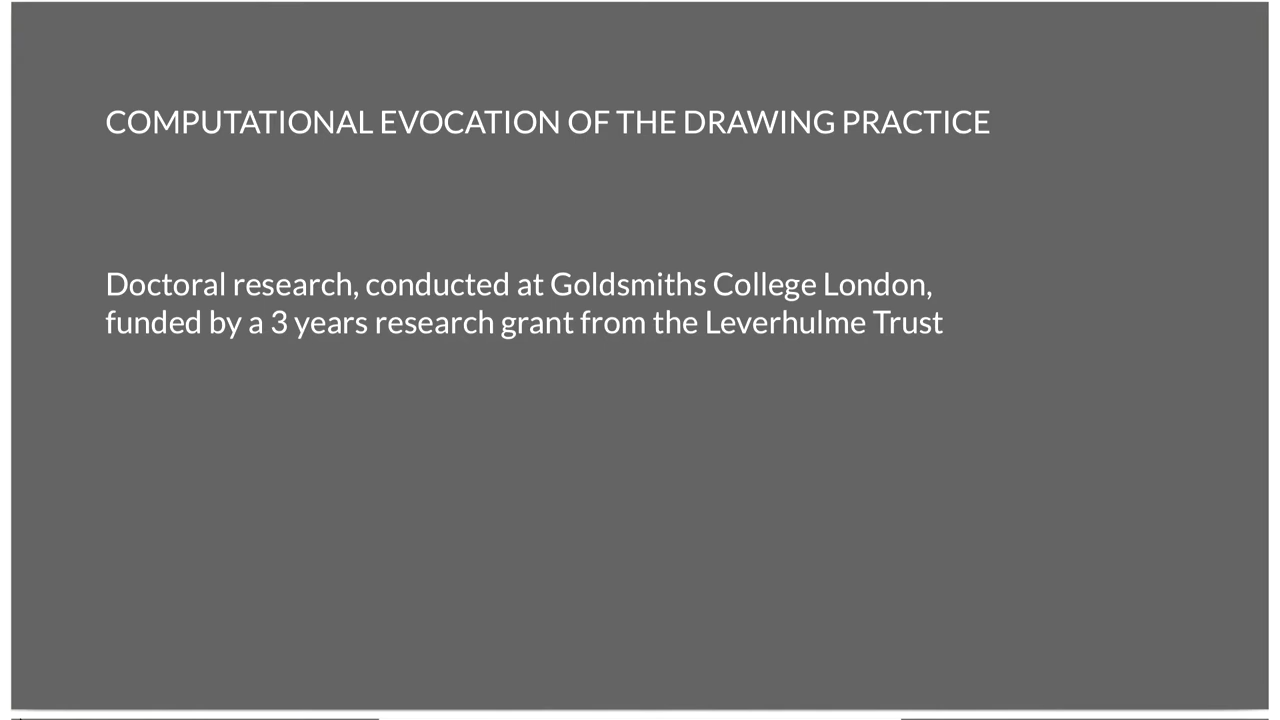 COMPUTATIONAL EVOCATION OF THE DRAWING PRACTICE
Doctoral research, conducted at Goldsmiths College London,
funded by a 3 years research grant from the Leverhulme Trust